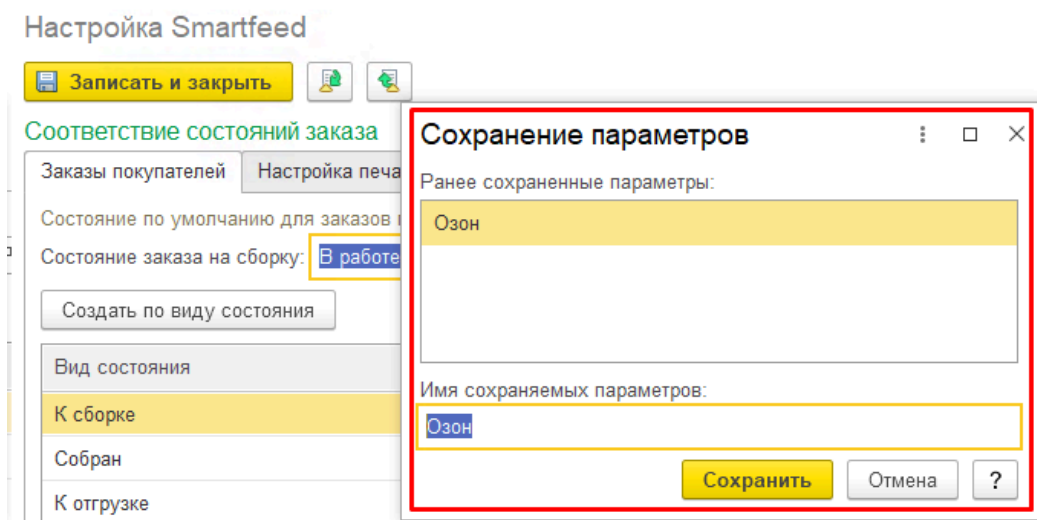 Настройка Smartfeed
Записать и закрыть
Соответствие состояний заказа
Заказы покупателей
Настройка печа
Состояние по умолчанию для заказов
Состояние заказа на сборку: В работе
Создать по виду состояния
Вид состояния
К сборке
Собран
К отгрузке
Сохранение параметров
Ранее сохраненные параметры:
Озон
Имя сохраняемых параметров:
Озон
Сохранить
Отмена
?